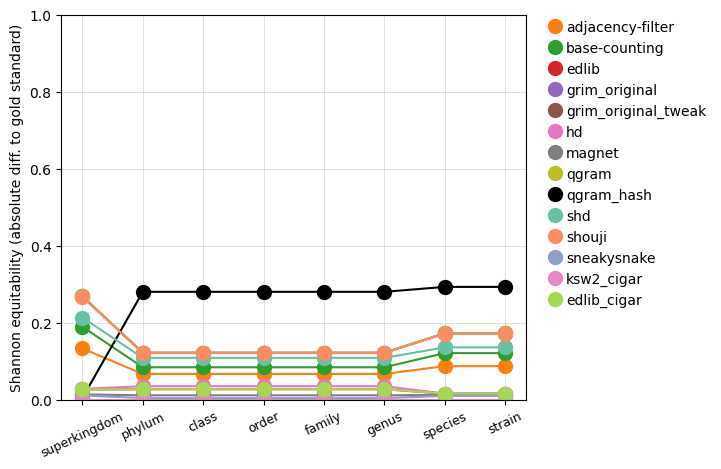 1.0
0.8
0.6
0.4
0.2
0.0
Shannon equitability (absolute diff. to gold standard)
superkingdom
phylum
class
order
family
genus
species
strain
adjacency-filter
base-counting
edlib
grim_original
grim_original_tweak
hd
magnet
qgram
qgram_hash
shd
shouji
sneakysnake
ksw2_cigar
edlib_cigar